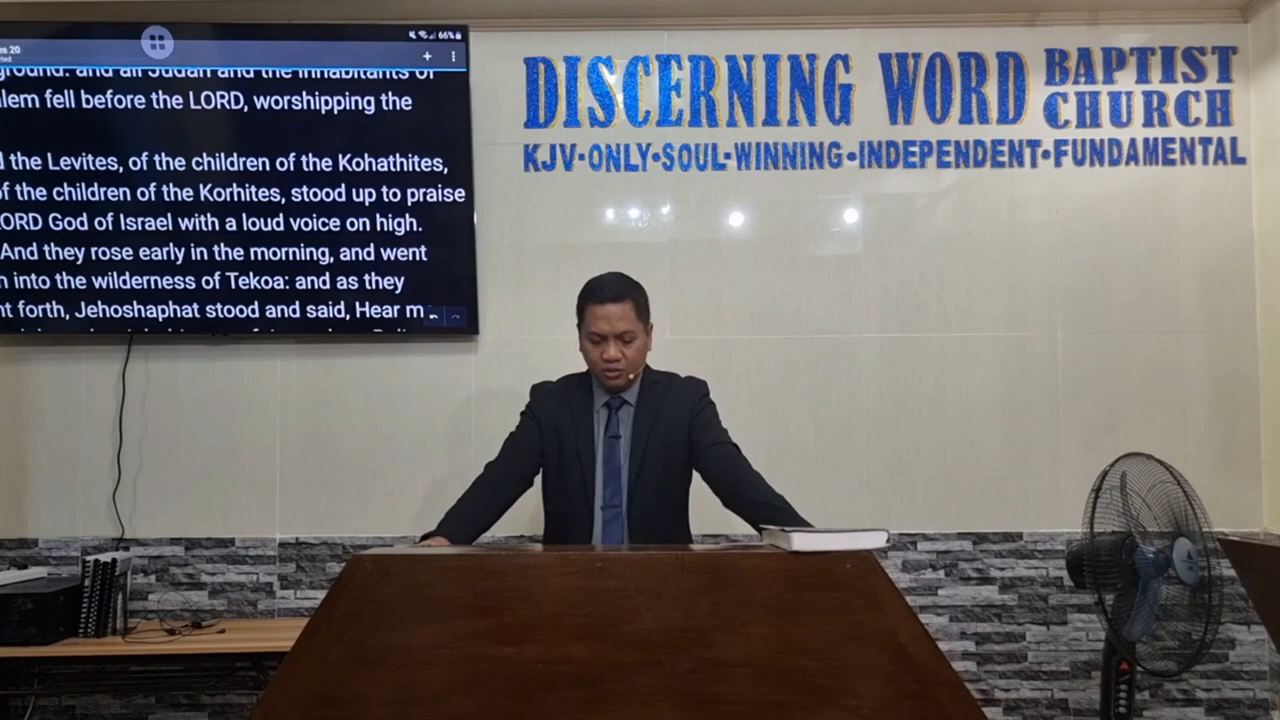 66%
es 20
ground: and all Judah and the inhabitants of
lem fell before the LORD, worshipping the
the Levites, of the children of the Kohathites,
of the children of the Korhites, stood up to praise
ORD God of Israel with a loud voice on high.
And they rose early in the morning, and went
into the wilderness of Tekoa: and as they
nt forth, Jehoshaphat stood and said, Hear m
DISCERNING WORD BAPTIST CHURCH
KJV-ONLY•SOUL-WINNING•INDEPENDENT•FUNDAMENTAL